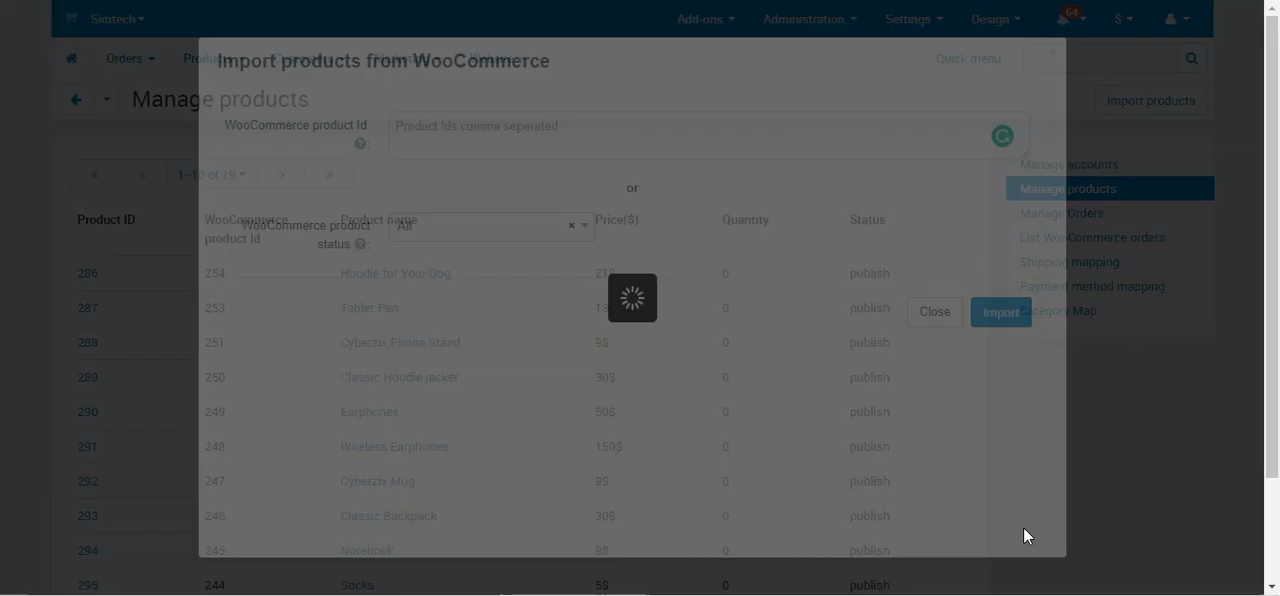 Simtech
Add-ons
Administration
Settings
Design
64
$
Import products from WooCommerce
Orders
Quick menu
Manage products
Import products
WooCommerce product Id
Product Ids comma seperated
Manage accounts
1-10 of 19
or
Manage products
Manage Orders
Product ID
WooCommerce product Id
Product name
Price($)
Quantity
Status
WooCommerce product status
All
List WooCommerce orders
Shipping mapping
Payment method mapping
Category Map
Close
Import
286 254 Hoodie for Your Dog 21$ 0 publish
287 253 Tablet Pen 0 publish
288 251 Cyberzix Phone Stand 9$ 0 publish
289 250 Classic Hoodie jacket 30$ 0 publish
290 249 Earphones 50$ 0 publish
291 248 Wireless Earphones 150$ 0 publish
292 247 Cyberzix Mug 9$ 0 publish
293 246 Classic Backpack 30$ 0 publish
294 245 Notebook 9$ 0 publish
295 244 Socks 5$ 0 publish